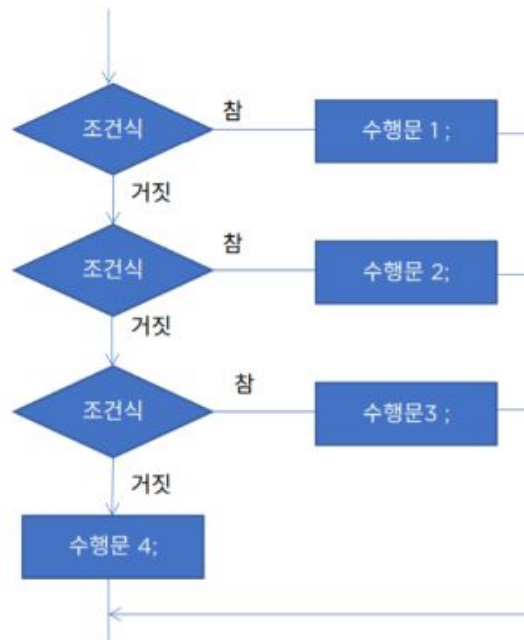 조건식
참
수행문 1 ;
거짓
조건식
참
수행문 2;
거짓
조건식
참
수행문3 ;
거짓
수행문 4;